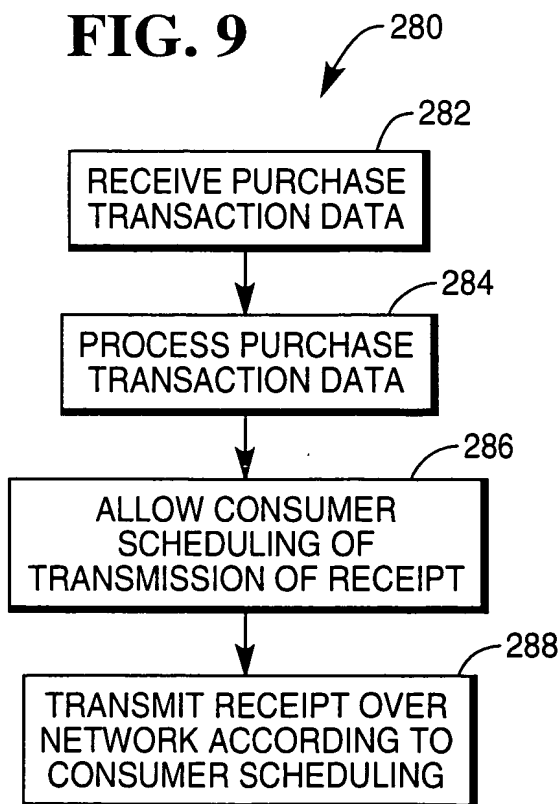 FIG. 9
280
282
RECEIVE PURCHASE
TRANSACTION DATA
284
PROCESS PURCHASE
TRANSACTION DATA
286
ALLOW CONSUMER
SCHEDULING OF
TRANSMISSION OF RECEIPT
288
TRANSMIT RECEIPT OVER
NETWORK ACCORDING TO
CONSUMER SCHEDULING